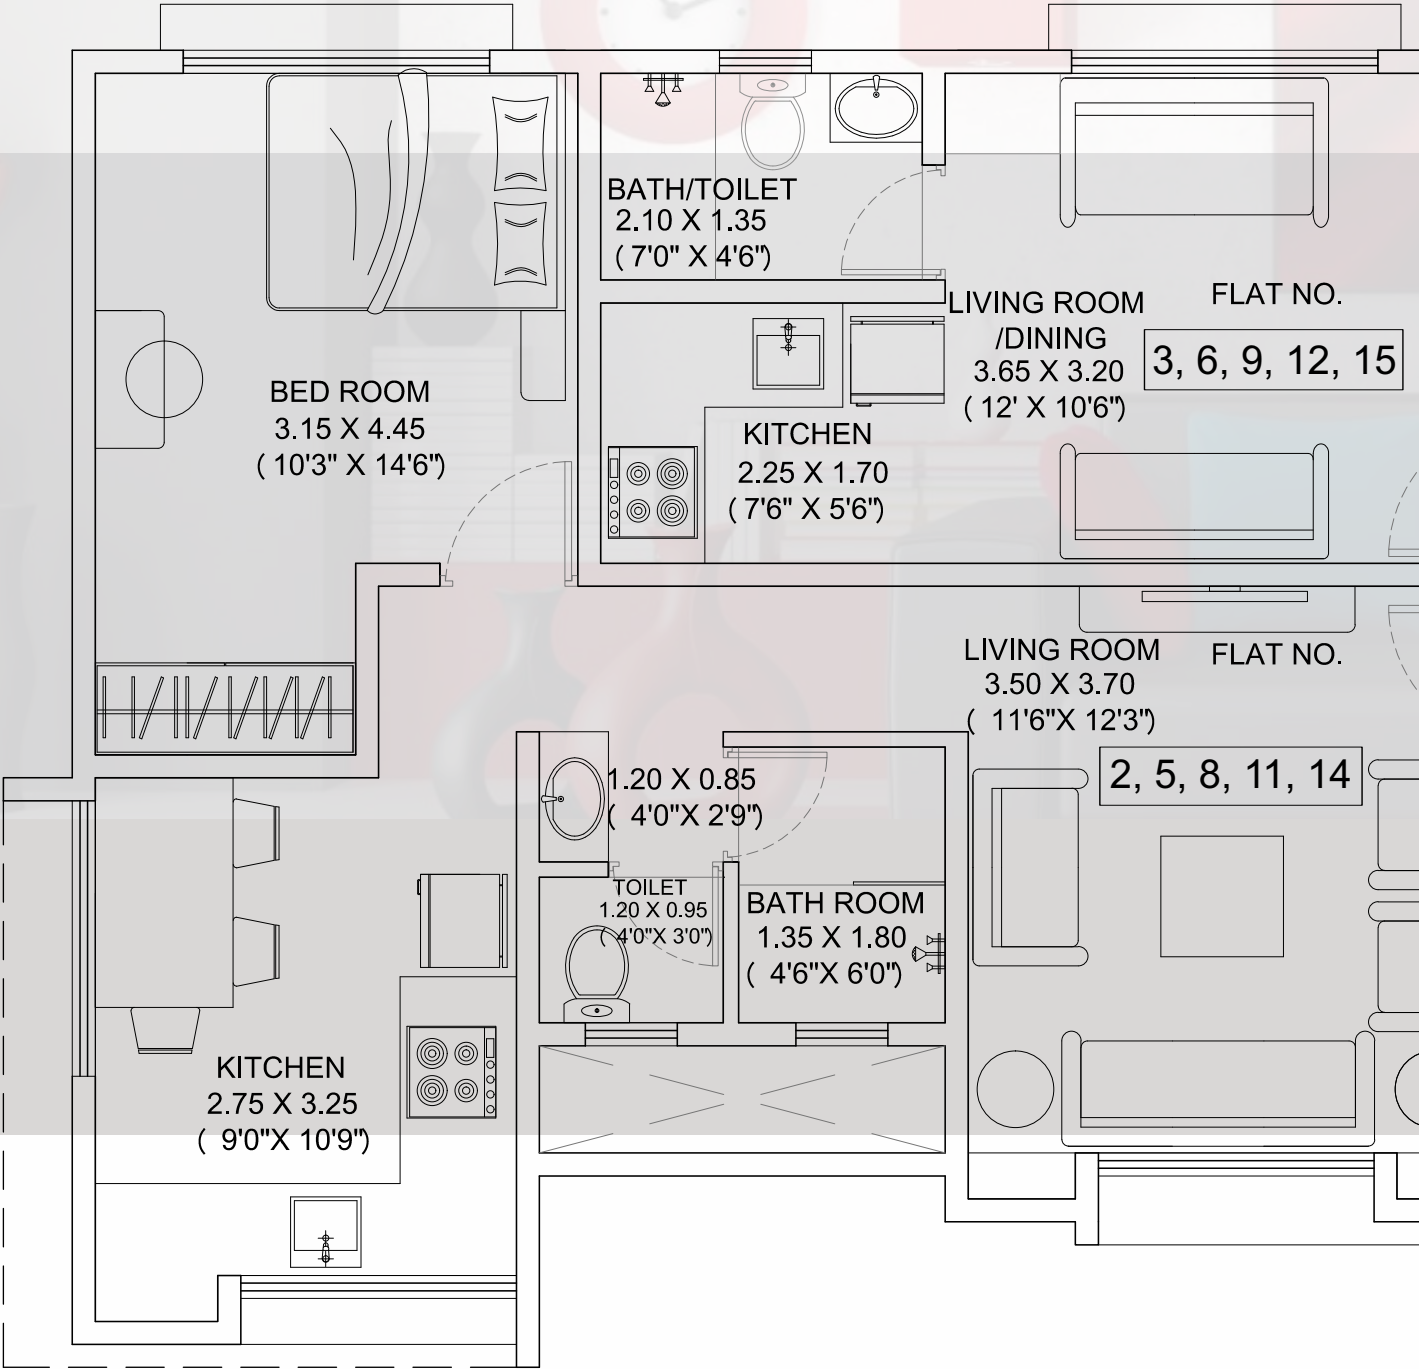 BATH/TOILET
2.10 X 1.35
( 7'0" X 4'6")
LIVING ROOM
/DINING
3.65 X 3.20
( 12' X 10'6")
FLAT NO.
3, 6, 9, 12, 15
BED ROOM
3.15 X 4.45
( 10'3" X 14'6")
KITCHEN
2.25 X 1.70
( 7'6" X 5'6")
LIVING ROOM
3.50 X 3.70
( 11'6"X 12'3")
FLAT NO.
2, 5, 8, 11, 14
1.20 X 0.85
( 4'0"X 2'9")
TOILET
1.20 X 0.95
( 4'0"X 3'0")
BATH ROOM
1.35 X 1.80
( 4'6"X 6'0")
KITCHEN
2.75 X 3.25
( 9'0"X 10'9")